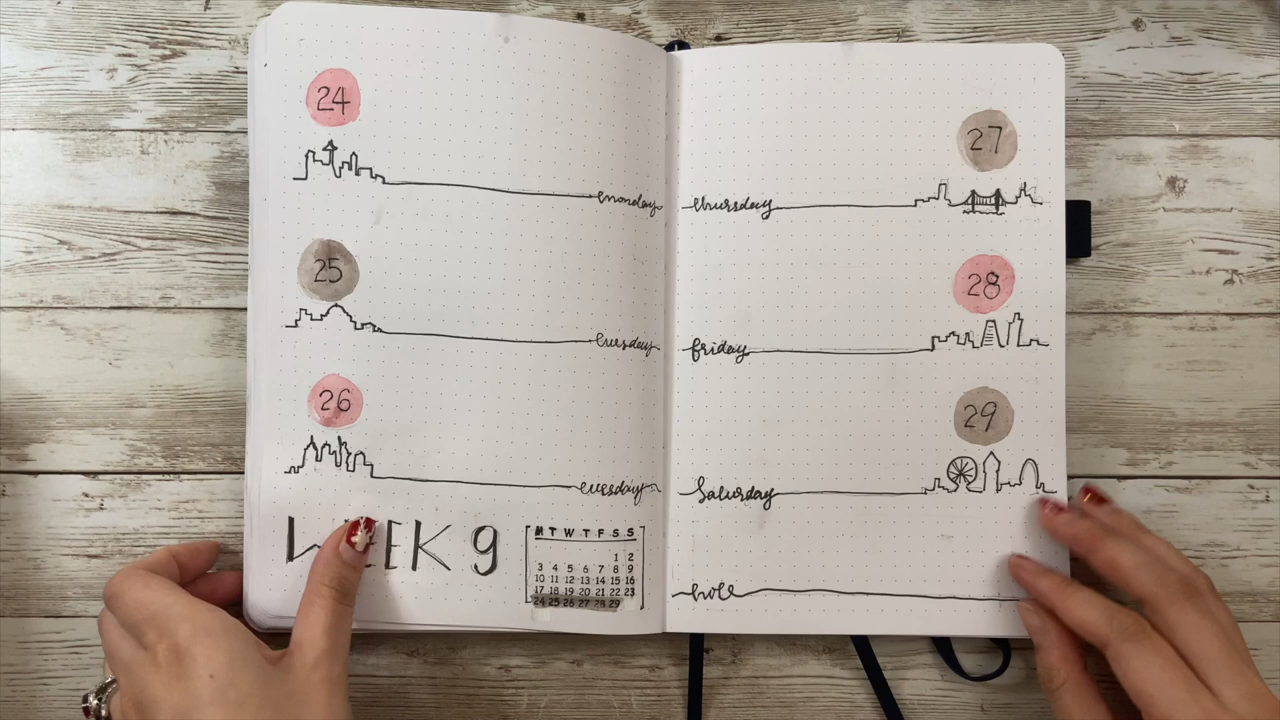 24
monday
25
tuesday
26
tuesday
WEEK 9
M T W T F S S
1 2
3 4 5 6 7 8 9
10 11 12 13 14 15 16
17 18 19 20 21 22 23
24 25 26 27 28 29
27
thursday
28
friday
29
Saturday